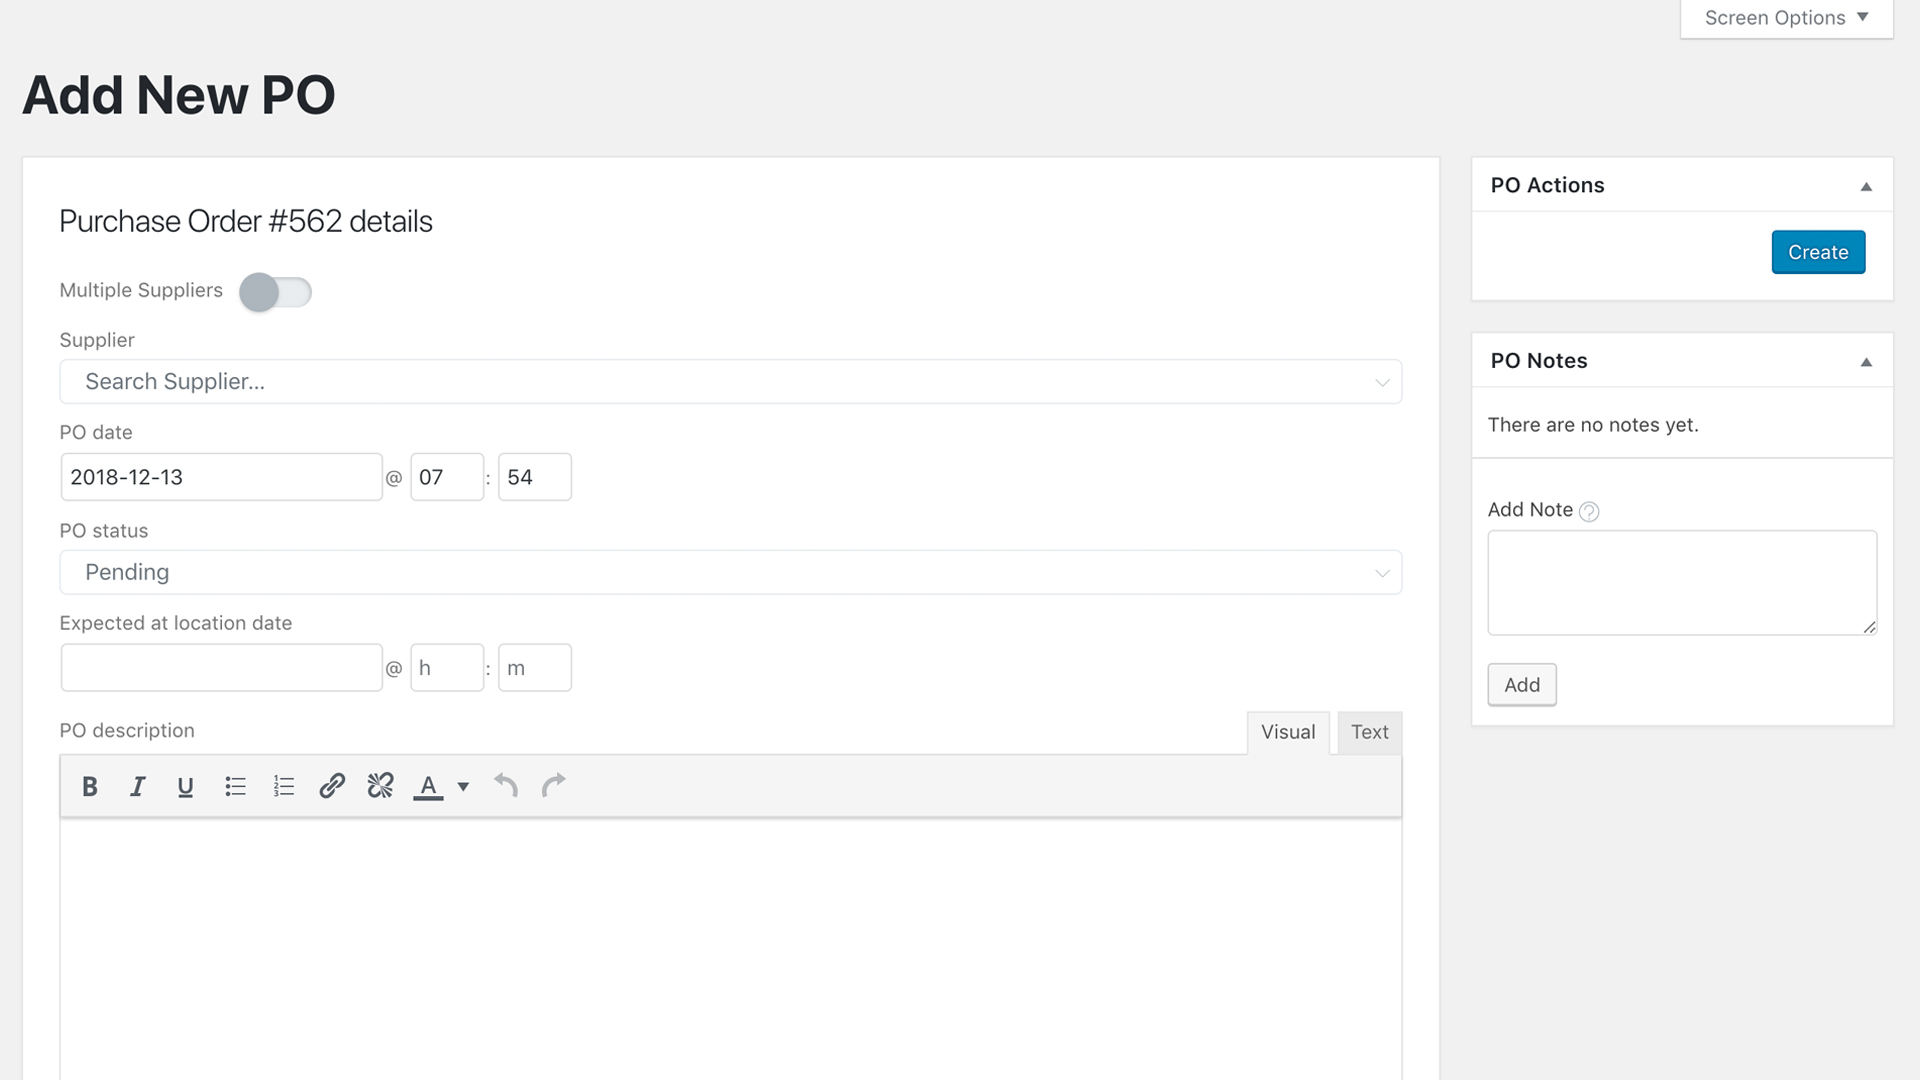 Screen Options
Add New PO
Purchase Order #562 details
Multiple Suppliers
Supplier
Search Supplier...
PO date
2018-12-13 @ 07 : 54
PO status
Pending
Expected at location date
@ h : m
PO description
Visual Text
B I U A
PO Actions
Create
PO Notes
There are no notes yet.
Add Note ?
Add